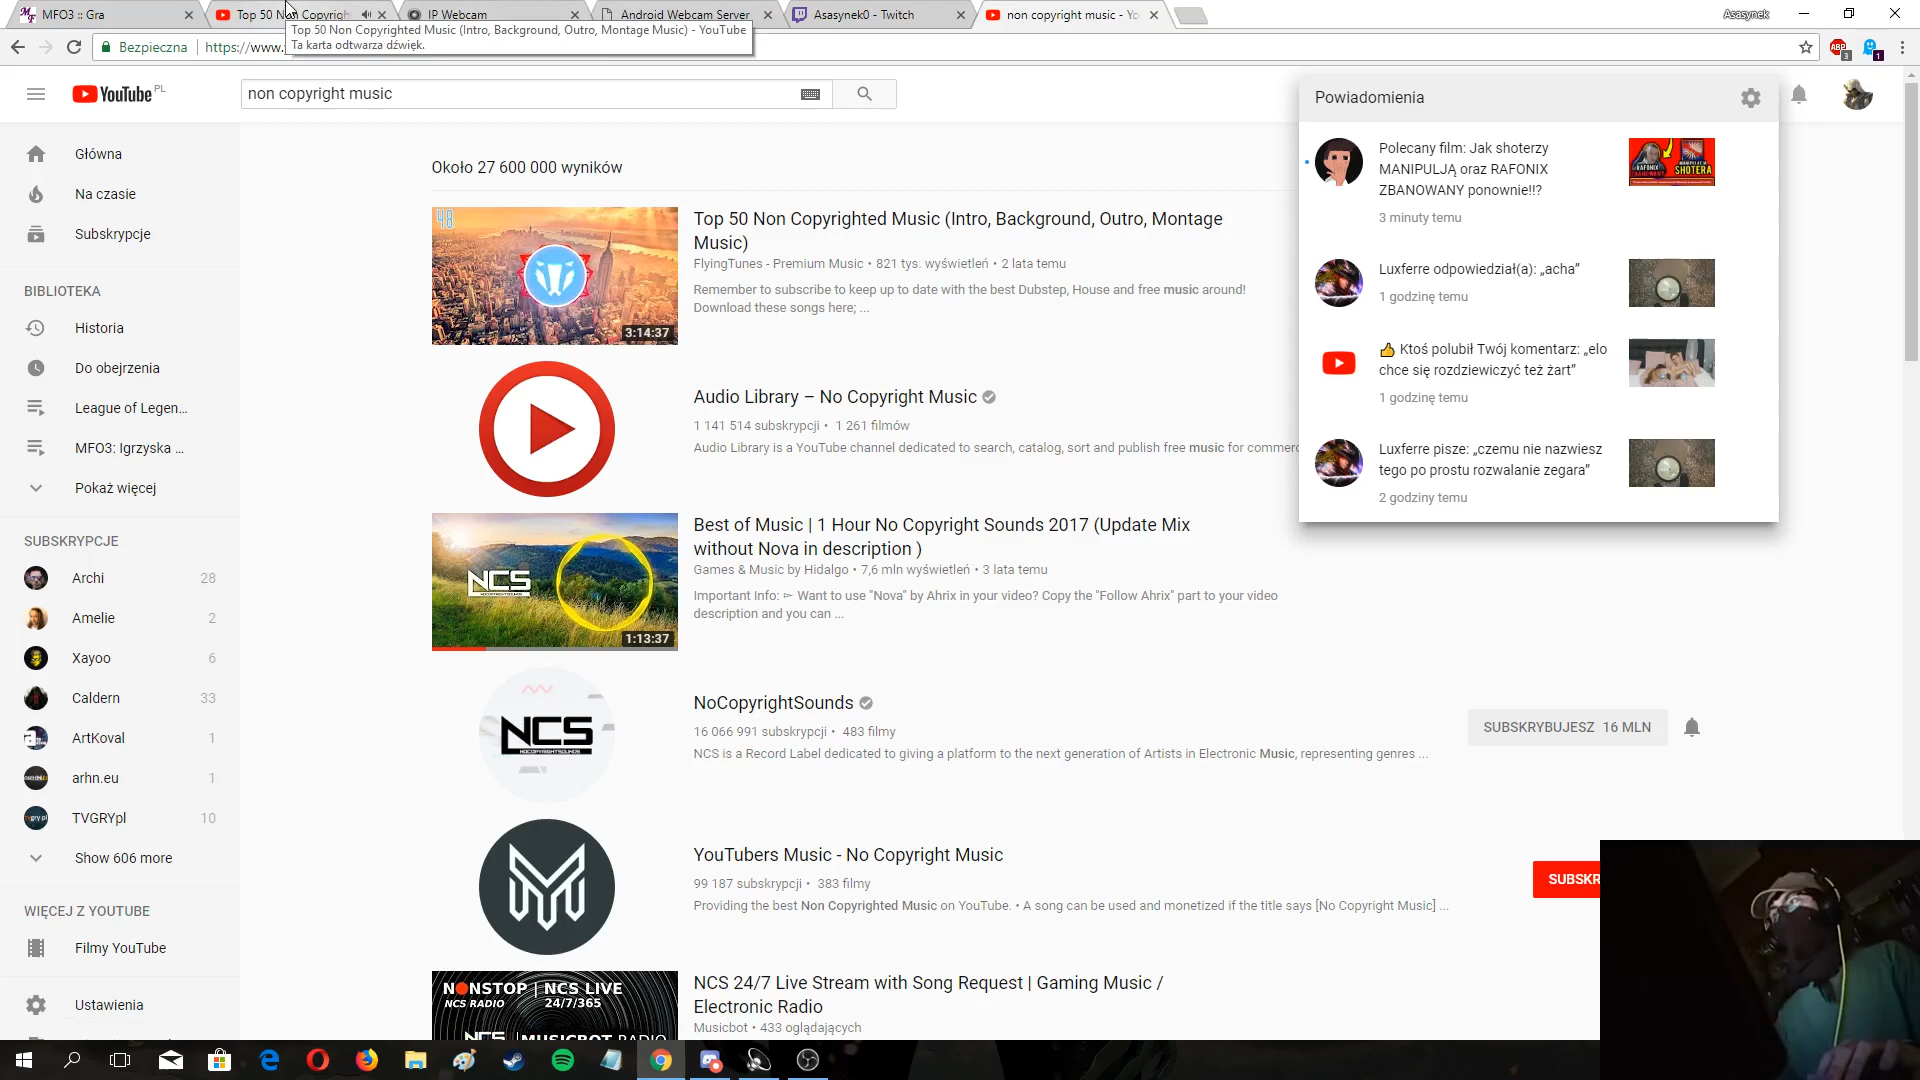 MFO3 :: Gra
Top 50 Non Copyrigh
IP Webcam
Android Webcam Server
Asasynek0 - Twitch
non copyright music - Yo
Asasynek
Top 50 Non Copyrighted Music (Intro, Background, Outro, Montage Music) - YouTube
Ta karta odtwarza dźwięk.
Bezpieczna
https://www.
ABP
3
1
YouTube PL
non copyright music
Główna
Na czasie
Subskrypcje
BIBLIOTEKA
Historia
Do obejrzenia
League of Legen...
MFO3: Igrzyska ...
Pokaż więcej
SUBSKRYPCJE
Archi 28
Amelie 2
Xayoo 6
Caldern 33
ArtKoval 1
arhn.eu 1
TVGRYpl 10
Show 606 more
WIĘCEJ Z YOUTUBE
Filmy YouTube
Ustawienia
Około 27 600 000 wyników
3:14:37
Top 50 Non Copyrighted Music (Intro, Background, Outro, Montage
Music)
FlyingTunes - Premium Music • 821 tys. wyświetleń • 2 lata temu
Remember to subscribe to keep up to date with the best Dubstep, House and free music around!
Download these songs here; ...
Audio Library – No Copyright Music
1 141 514 subskrypcji • 1 261 filmów
Audio Library is a YouTube channel dedicated to search, catalog, sort and publish free music for commerc
NCS
1:13:37
Best of Music | 1 Hour No Copyright Sounds 2017 (Update Mix
without Nova in description )
Games & Music by Hidalgo • 7,6 mln wyświetleń • 3 lata temu
Important Info: ➳ Want to use "Nova" by Ahrix in your video? Copy the "Follow Ahrix" part to your video
description and you can ...
NCS
NOCOPYRIGHTSOUNDS
NoCopyrightSounds
16 066 991 subskrypcji • 483 filmy
NCS is a Record Label dedicated to giving a platform to the next generation of Artists in Electronic Music, representing genres ...
SUBSKRYBUJESZ 16 MLN
YouTubers Music - No Copyright Music
99 187 subskrypcji • 383 filmy
Providing the best Non Copyrighted Music on YouTube. • A song can be used and monetized if the title says [No Copyright Music] ...
SUBSKR
NONSTOP | NCS LIVE
NCS RADIO 24/7/365
NCS 24/7 Live Stream with Song Request | Gaming Music /
Electronic Radio
Musicbot • 433 oglądających
Powiadomienia
Polecany film: Jak shoterzy
MANIPULJĄ oraz RAFONIX
ZBANOWANY ponownie!!?
3 minuty temu
Luxferre odpowiedział(a): „acha”
1 godzinę temu
👍 Ktoś polubił Twój komentarz: „elo
chce się rozdziewiczyć też żart”
1 godzinę temu
Luxferre pisze: „czemu nie nazwiesz
tego po prostu rozwalanie zegara”
2 godziny temu